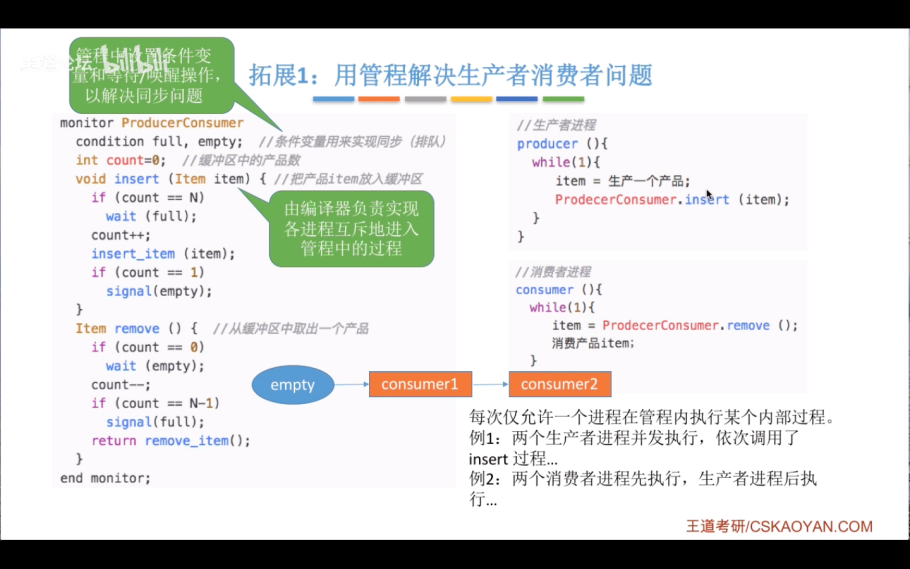 管程中设置条件变
量和等待/唤醒操作，
以解决同步问题
bilibili
拓展1：用管程解决生产者消费者问题
monitor ProducerConsumer
condition full, empty; //条件变量用来实现同步（排队）
int count=0; //缓冲区中的产品数
void insert (Item item) { //把产品item放入缓冲区
if (count == N)
wait (full);
count++;
insert_item (item);
if (count == 1)
signal(empty);
}
Item remove () { //从缓冲区中取出一个产品
if (count == 0)
wait (empty);
count--;
if (count == N-1)
signal(full);
return remove_item();
}
end monitor;
由编译器负责实现
各进程互斥地进入
管程中的过程
//生产者进程
producer (){
while(1){
item = 生产一个产品;
ProdecerConsumer.insert (item);
}
}
//消费者进程
consumer (){
while(1){
item = ProdecerConsumer.remove ();
消费产品item;
}
empty
consumer1
consumer2
每次仅允许一个进程在管程内执行某个内部过程。
例1：两个生产者进程并发执行，依次调用了
insert 过程...
例2：两个消费者进程先执行，生产者进程后执
行...
王道考研/CSKAOYAN.COM